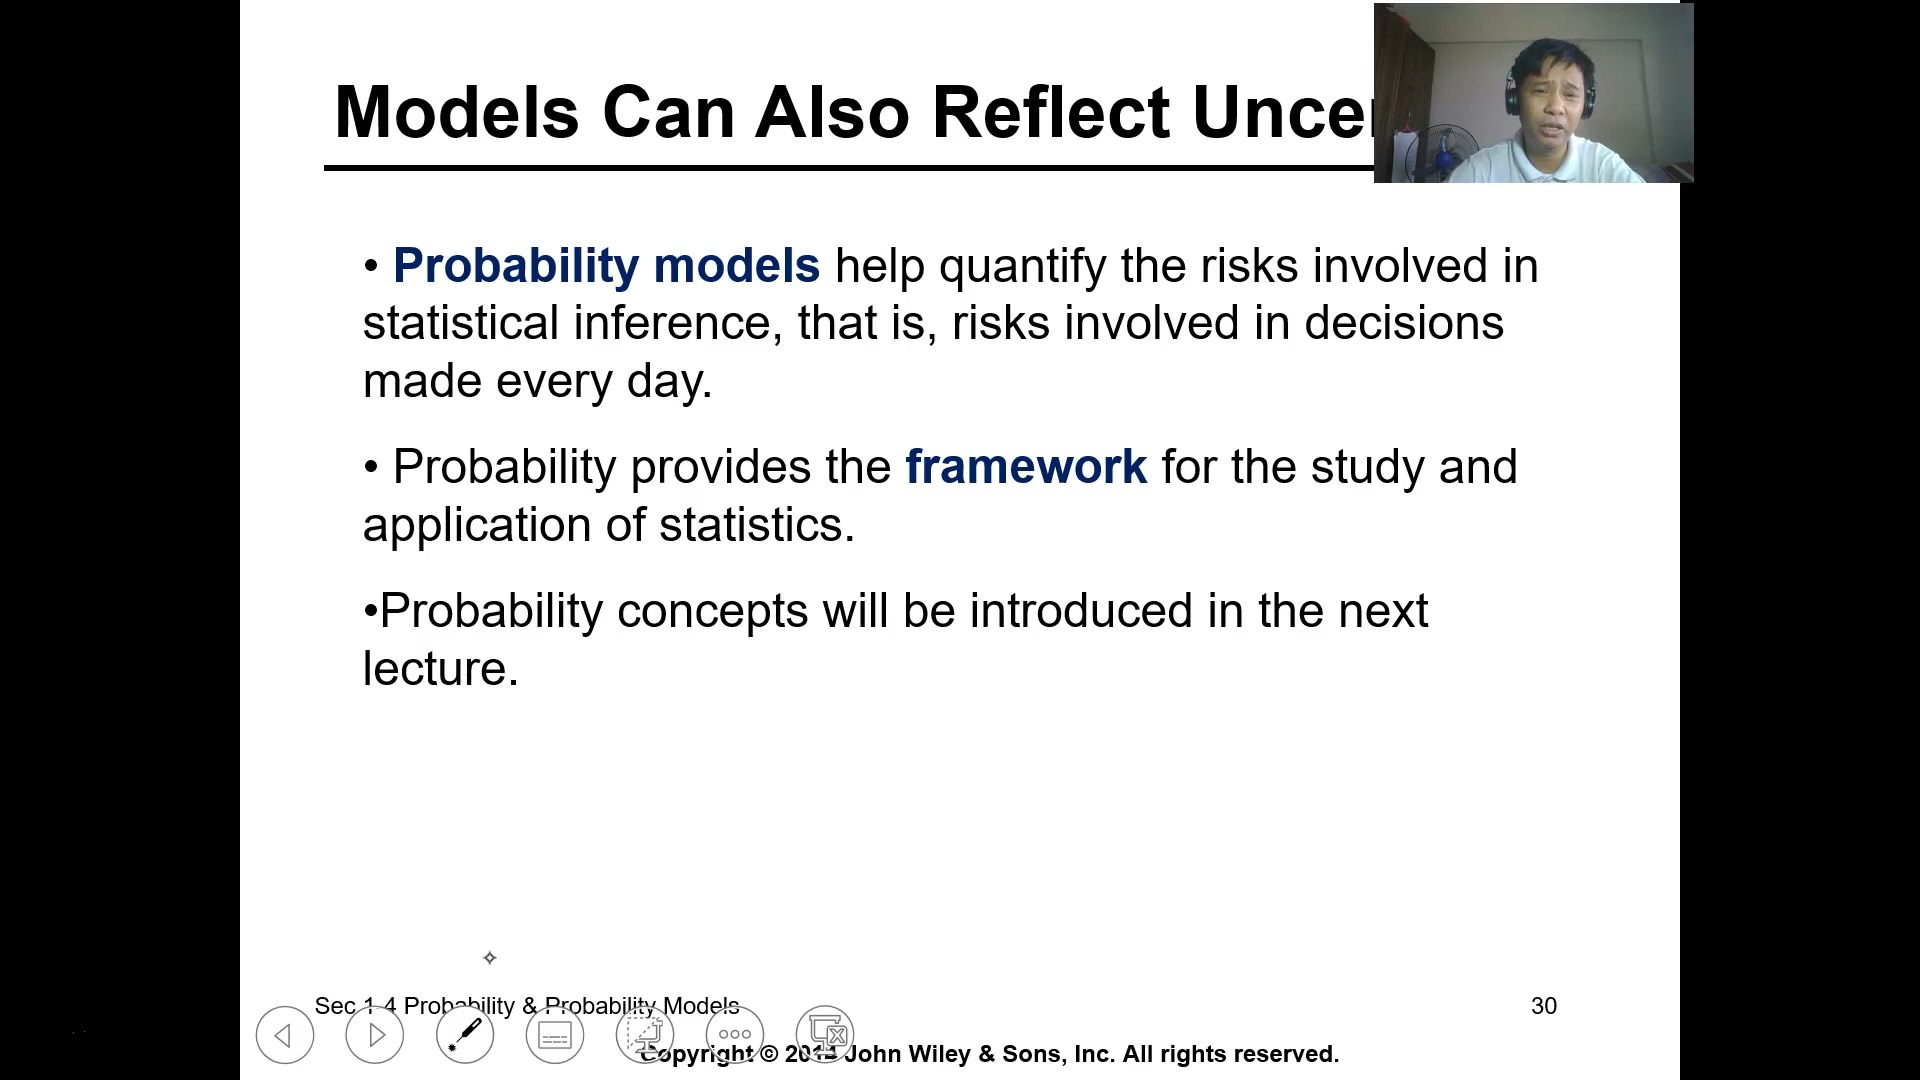 Models Can Also Reflect
• Probability models help quantify the risks involved in
statistical inference, that is, risks involved in decisions
made every day.
• Probability provides the framework for the study and
application of statistics.
•Probability concepts will be introduced in the next
lecture.
Sec 1-4 Probability & Probability Models
30
Copyright © 2014 John Wiley & Sons, Inc. All rights reserved.